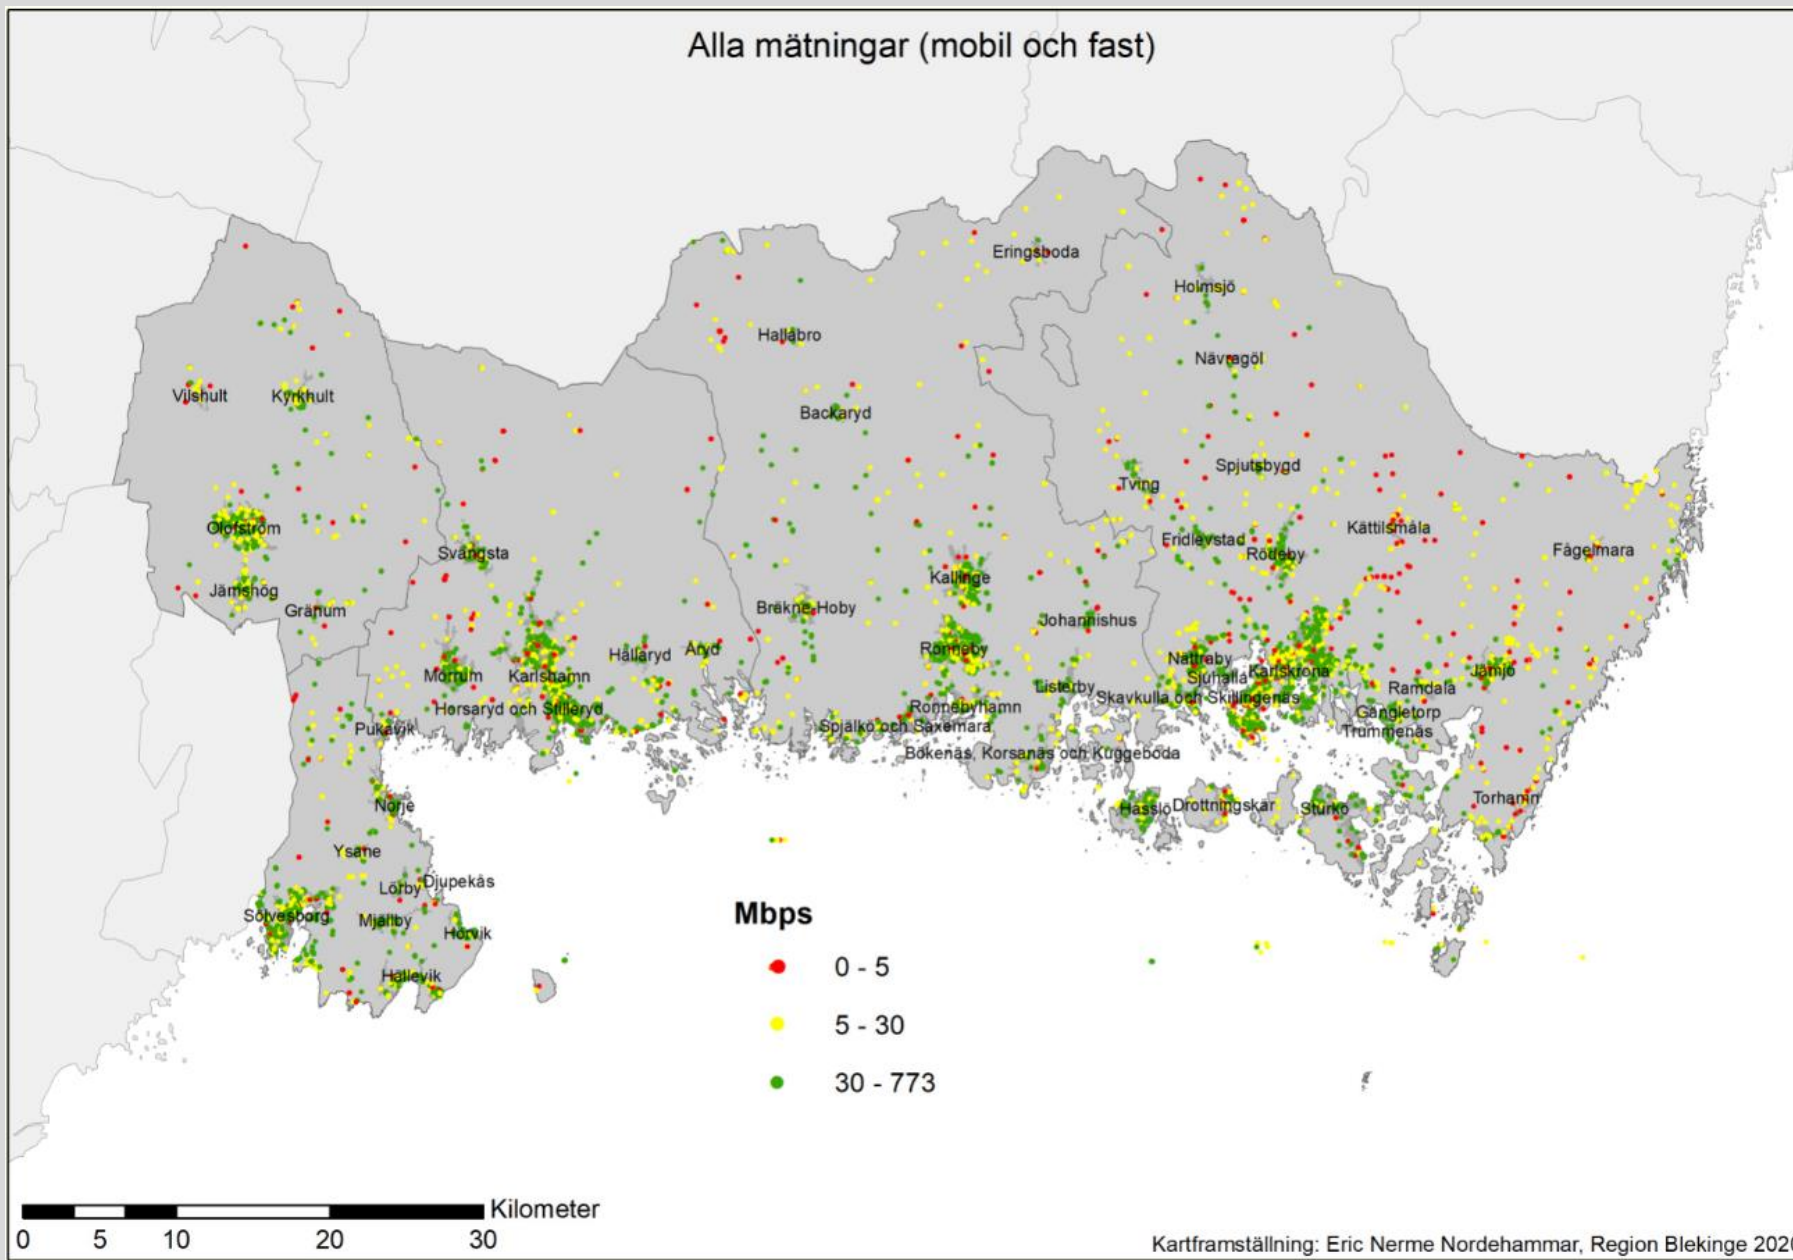 Alla mätningar (mobil och fast)
Eringsboda
Holmsjö
Hallabro
Nävragöl
Vilshult
Kyrkhult
Backaryd
Spjutsbygd
Tving
Olofström
Kättilsmåla
Fridlevstad
Rödeby
Fågelmara
Svängsta
Kallinge
Jämshög
Gränum
Bräkne-Hoby
Johannishus
Hällaryd
Åryd
Ronneby
Nättraby
Mörrum
Karlshamn
Sjuhalla
Karlskrona
Jämjö
Listerby
Ramdala
Skavkulla och Skillingenäs
Horsaryd och Stilleryd
Ronnebyhamn
Gängletorp
Pukavik
Spjälkö och Saxemara
Trummenäs
Bökenäs, Korsanäs och Kuggeboda
Norje
Hasslö
Drottningskär
Sturkö
Torhamn
Ysane
Lörby
Djupekås
Sölvesborg
Mjällby
Hörvik
Hällevik
Mbps
0 - 5
5 - 30
30 - 773
Kilometer
0 5 10 20 30
Kartframställning: Eric Nerme Nordehammar, Region Blekinge 2020